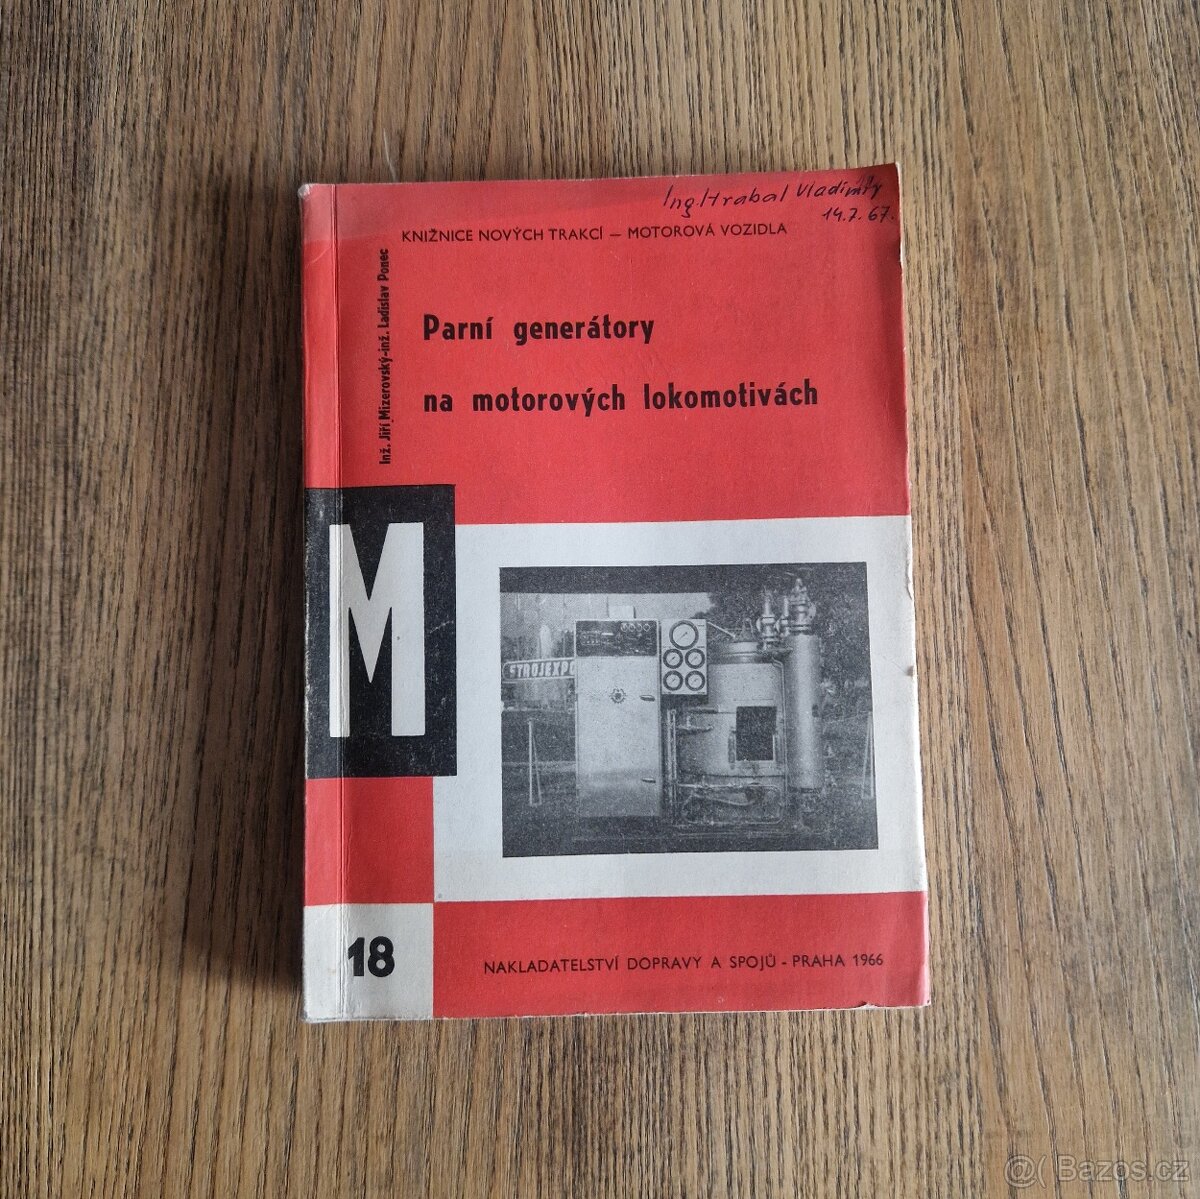 Ing Hrabal Vladimír
14.7.67.
KNIŽNICE NOVÝCH TRAKCÍ — MOTOROVÁ VOZIDLA
Inž. Jiří Mizerovský-inž. Ladislav Ponec
Parní generátory
na motorových lokomotivách
M
STROJEXPO
18
NAKLADATELSTVÍ DOPRAVY A SPOJŮ - PRAHA 1966
@( Bazos.cz